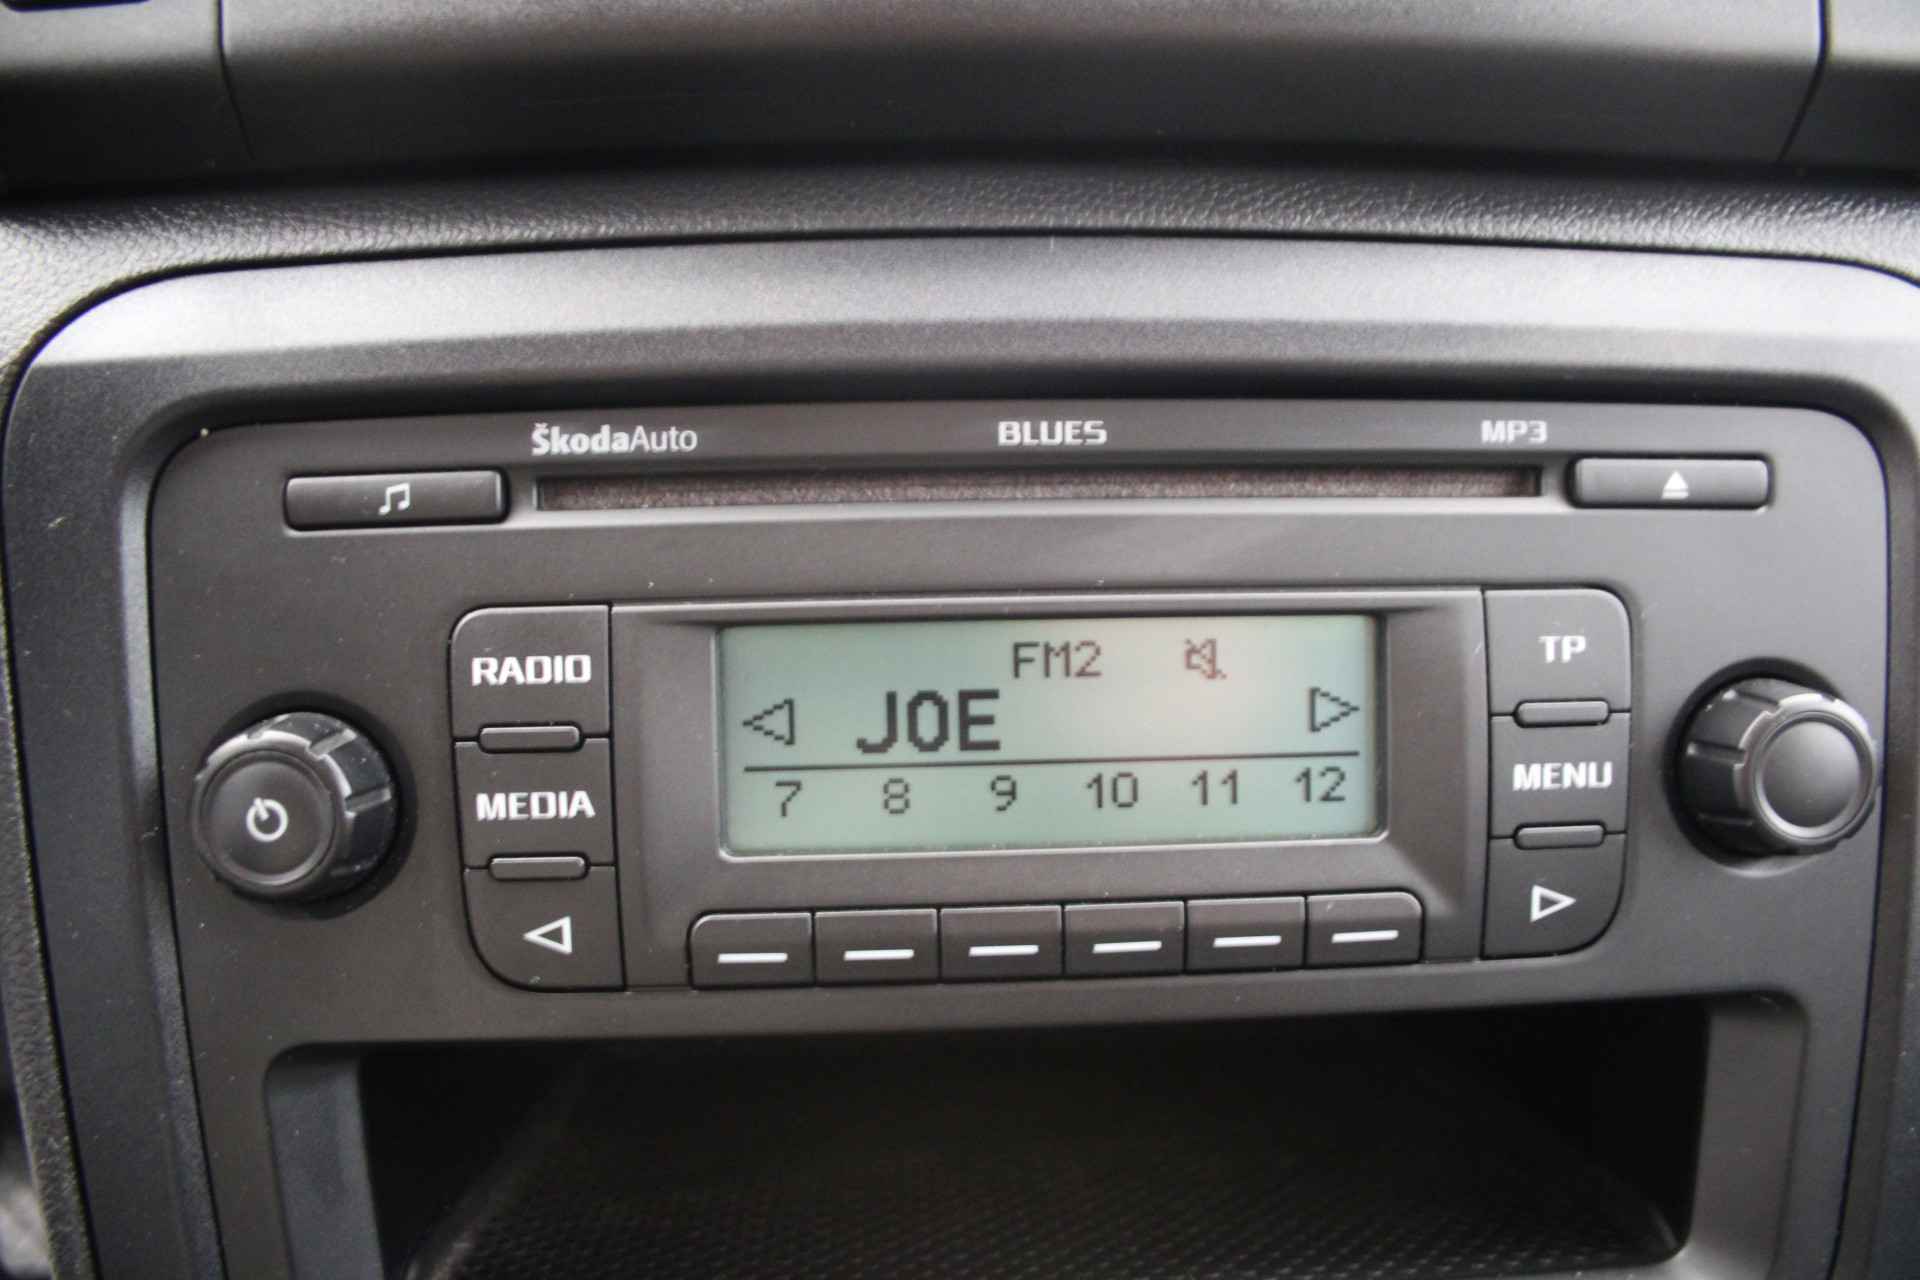 ŠkodaAuto BLUES MP3
RADIO
MEDIA
FM2
JOE
7 8 9 10 11 12
TP
MENU